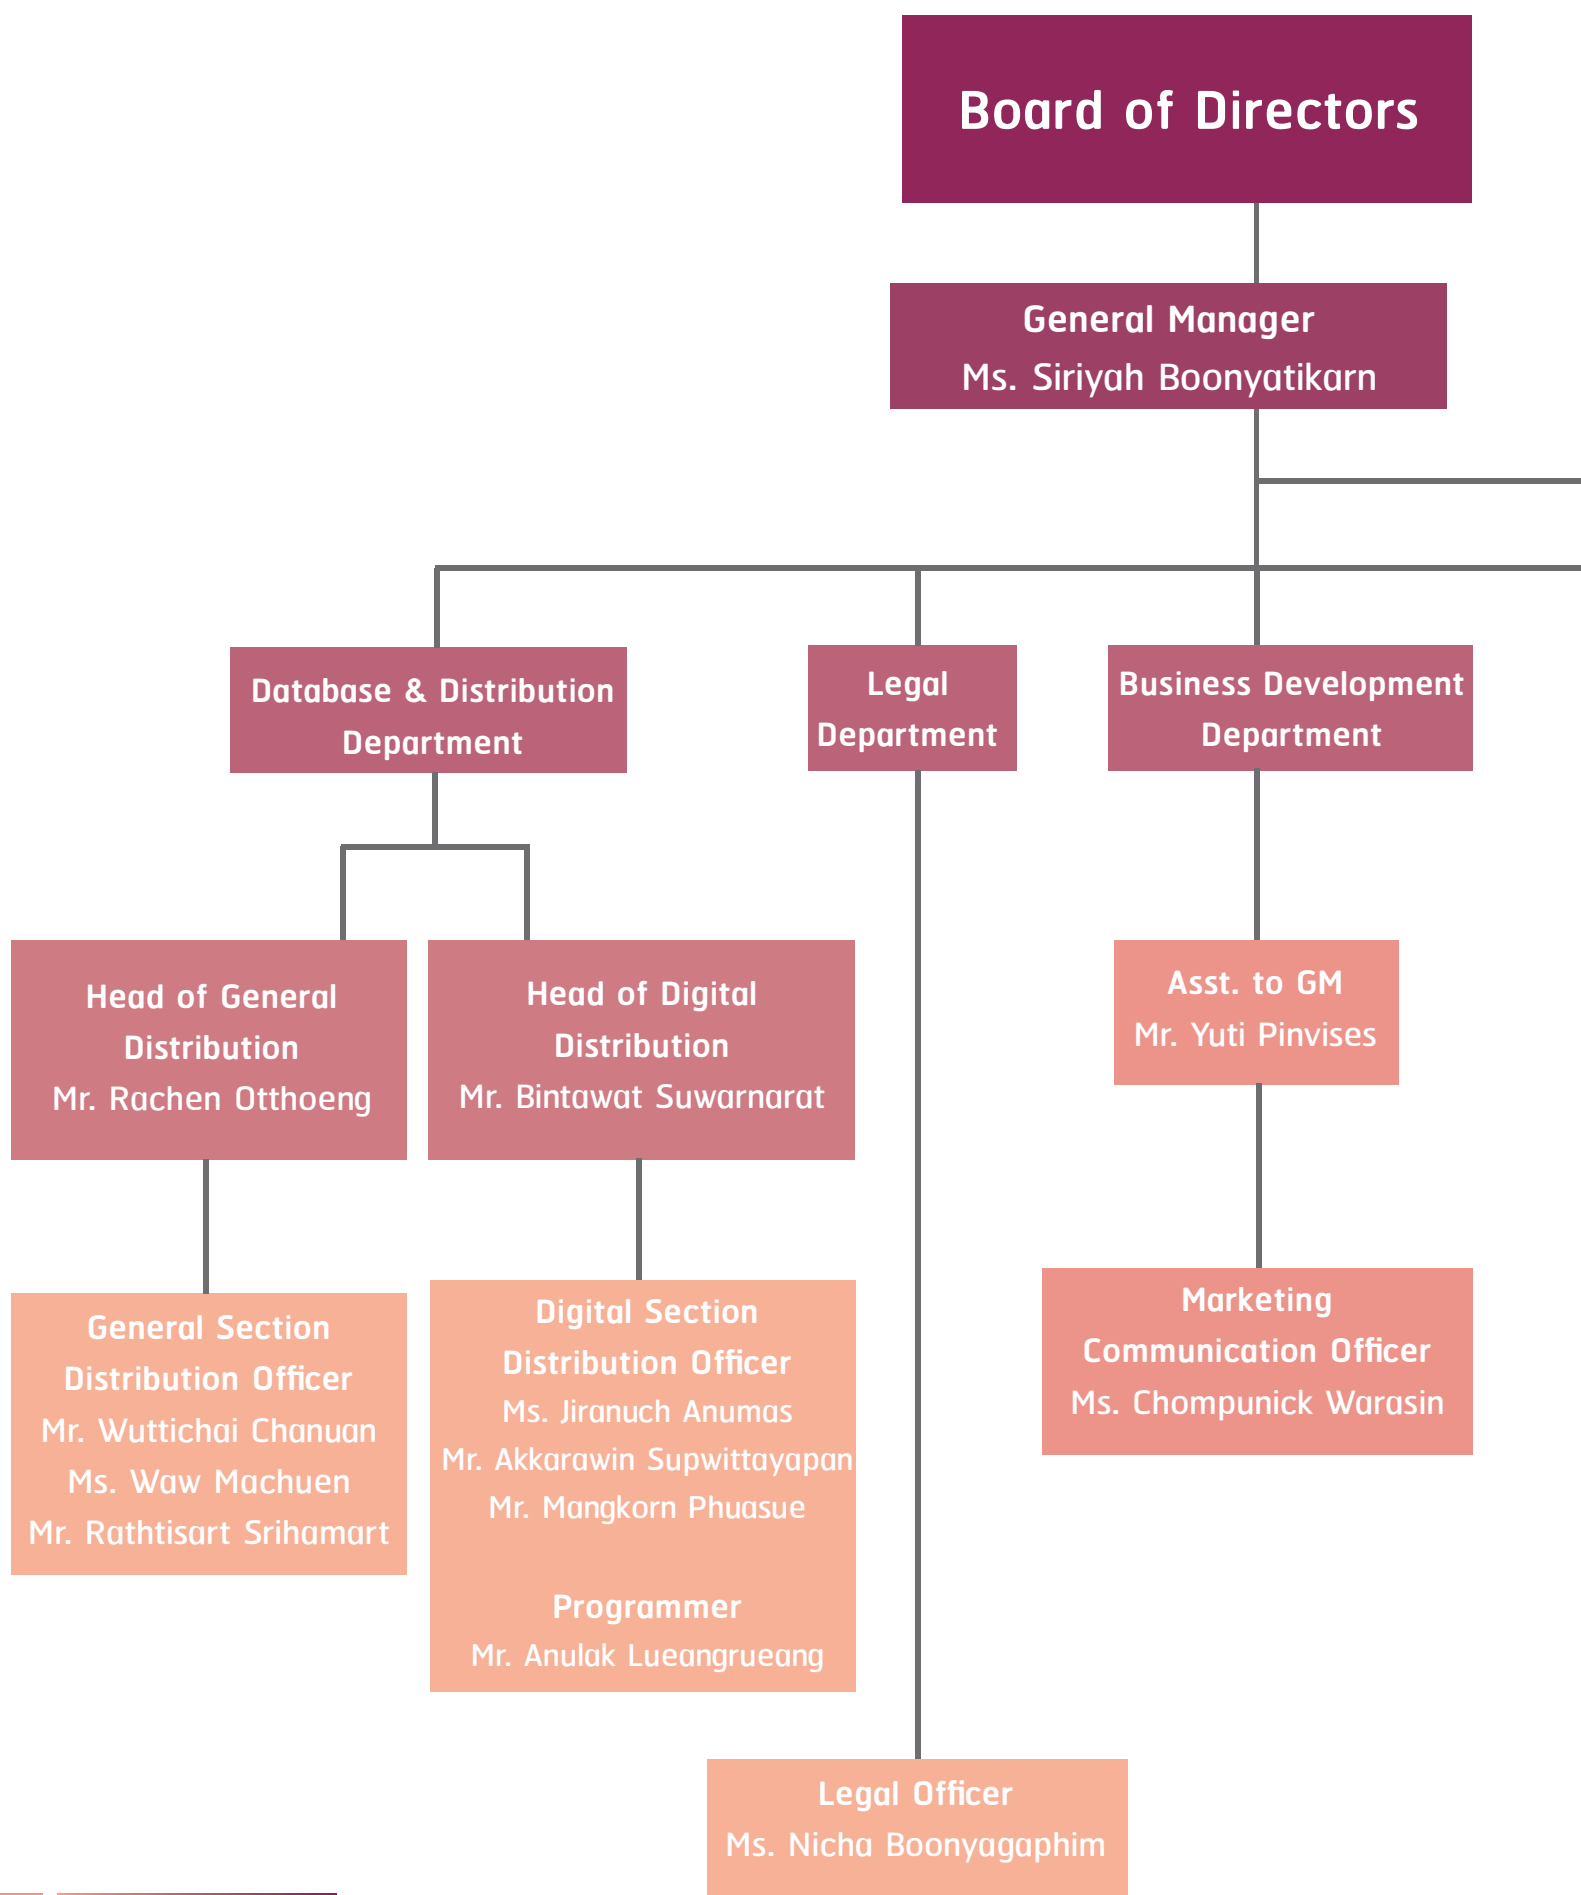 Board of Directors
General Manager
Ms. Siriyah Boonyatikarn
Database & Distribution
Department
Legal
Department
Business Development
Department
Head of General
Distribution
Mr. Rachen Otthoeng
Head of Digital
Distribution
Mr. Bintawat Suwarnarat
Asst. to GM
Mr. Yuti Pinvises
General Section
Distribution Officer
Mr. Wuttichai Chanuan
Ms. Waw Machuen
Mr. Rathtisart Srihamart
Digital Section
Distribution Officer
Ms. Jiranuch Anumas
Mr. Akkarawin Supwittayapan
Mr. Mangkorn Phuasue
Programmer
Mr. Anulak Lueangrueang
Marketing
Communication Officer
Ms. Chompunick Warasin
Legal Officer
Ms. Nicha Boonyagaphim